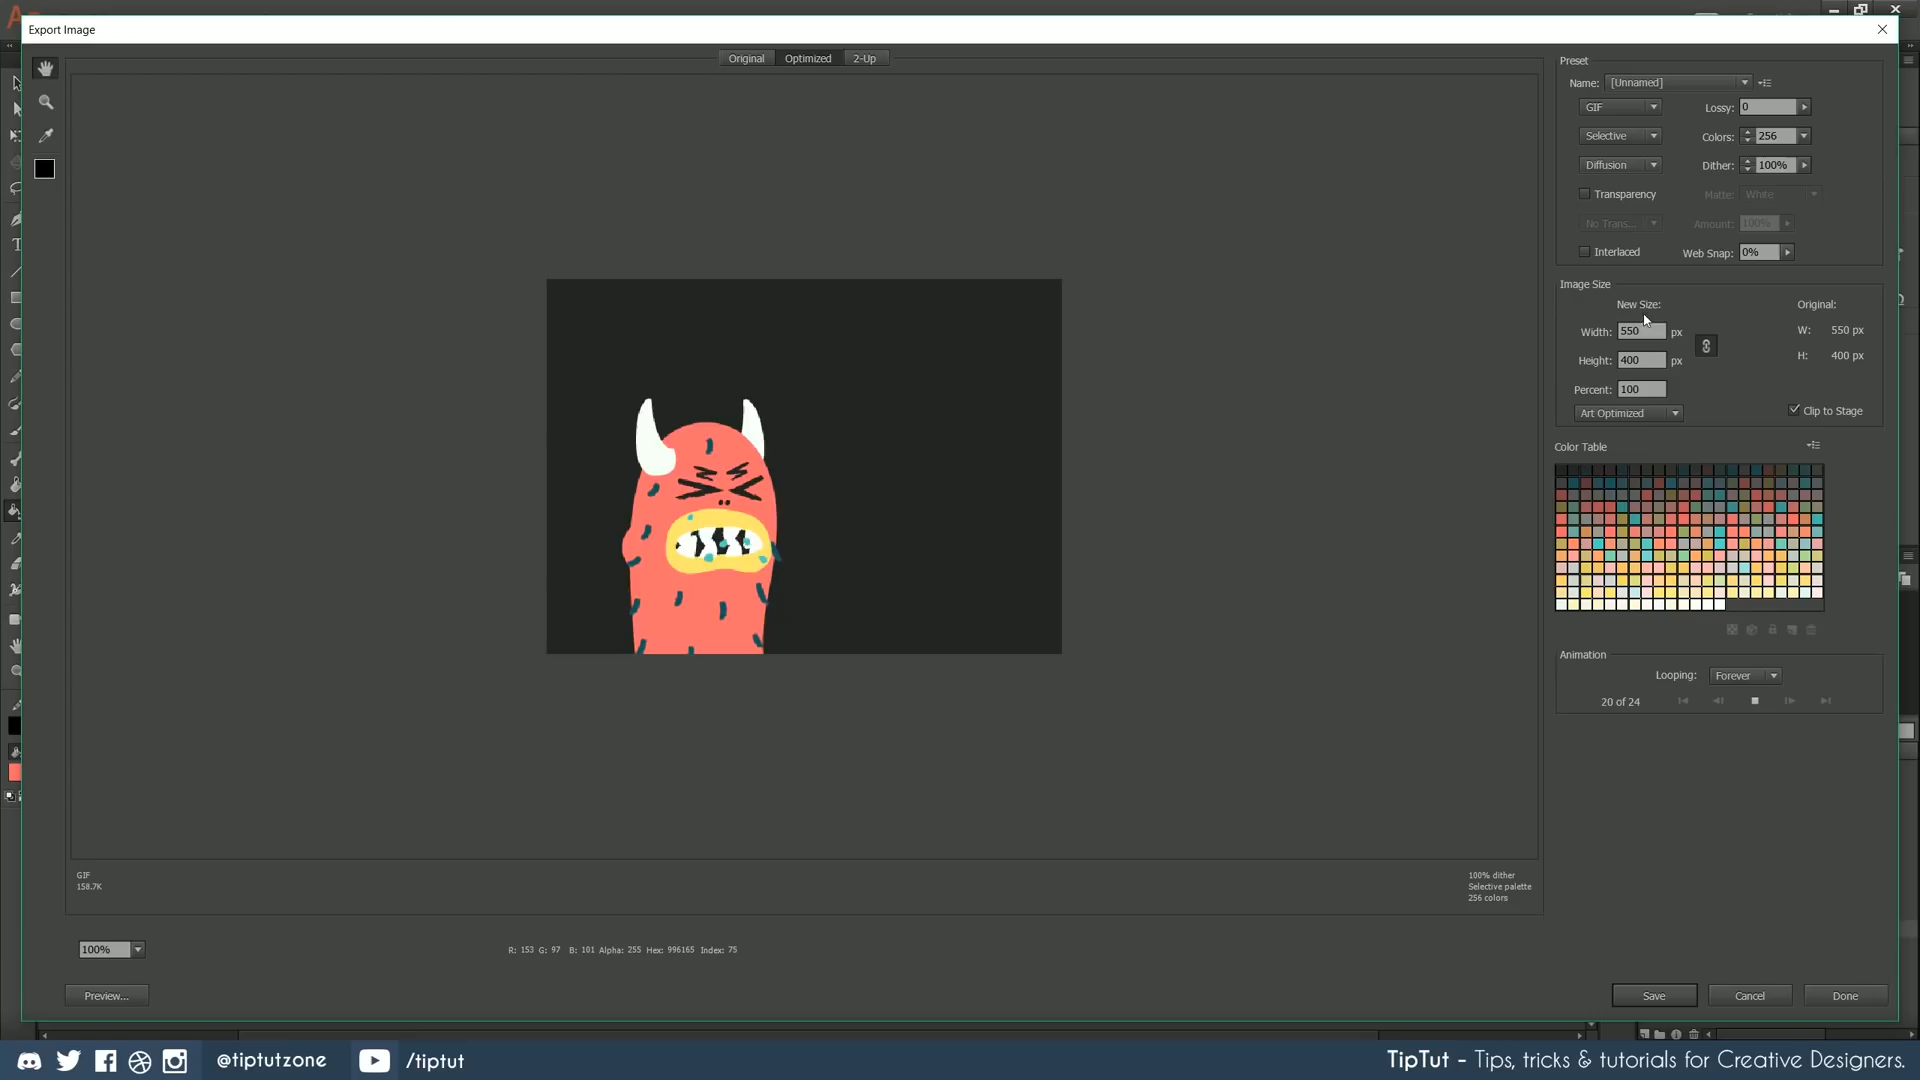 Export Image
Original Optimized 2-Up
Preset
Name: [Unnamed]
GIF Lossy: 0
Selective Colors: 256
Diffusion Dither: 100%
Transparency Matte: White
No Trans... Amount: 100%
Interlaced Web Snap: 0%
Image Size
New Size: Original:
Width: 550 px W: 550 px
Height: 400 px H: 400 px
Percent: 100
Art Optimized Clip to Stage
Color Table
Animation
Looping: Forever
20 of 24
GIF
158.7K
100% dither
Selective palette
256 colors
100%
R: 153 G: 97 B: 101 Alpha: 255 Hex: 996165 Index: 75
Preview... Save Cancel Done
@tiptutzone /tiptut TipTut - Tips, tricks & tutorials for Creative Designers.